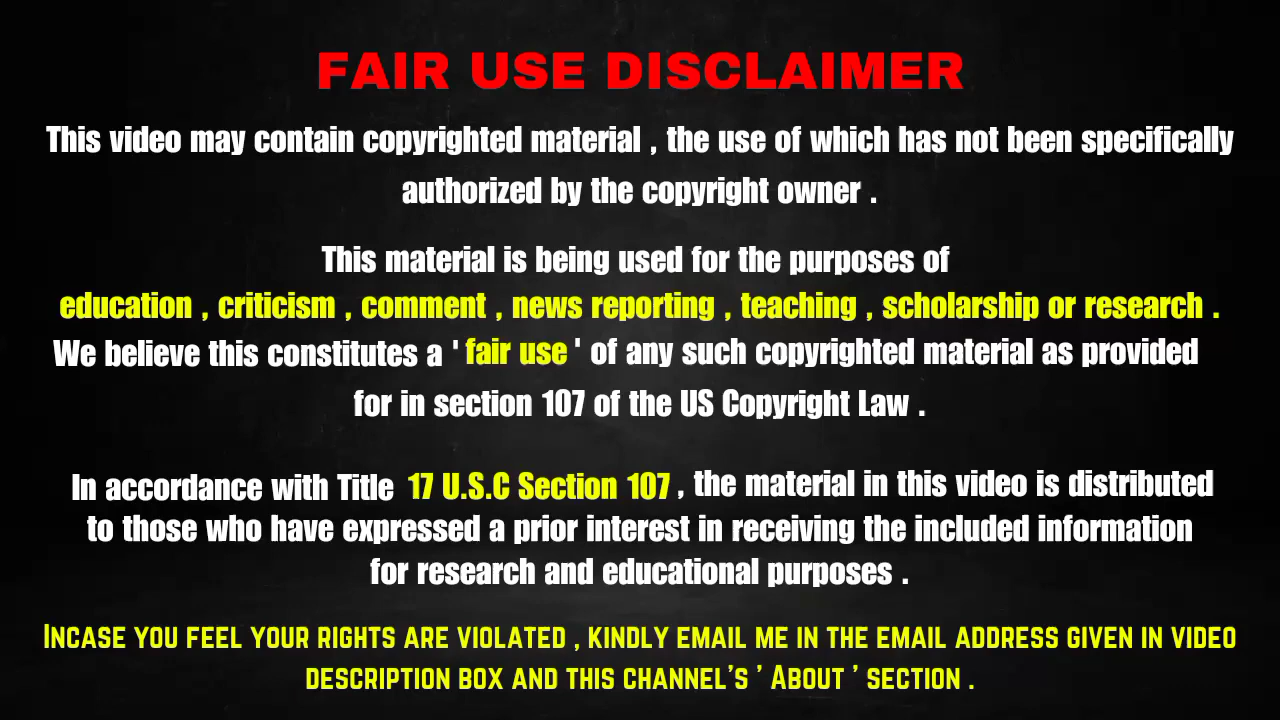 FAIR USE DISCLAIMER
This video may contain copyrighted material , the use of which has not been specifically
authorized by the copyright owner .
This material is being used for the purposes of
education , criticism , comment , news reporting , teaching , scholarship or research .
We believe this constitutes a ' fair use ' of any such copyrighted material as provided
for in section 107 of the US Copyright Law .
In accordance with Title 17 U.S.C Section 107 , the material in this video is distributed
to those who have expressed a prior interest in receiving the included information
for research and educational purposes .
Incase you feel your rights are violated , kindly email me in the email address given in video
description box and this channel's ' About ' section .